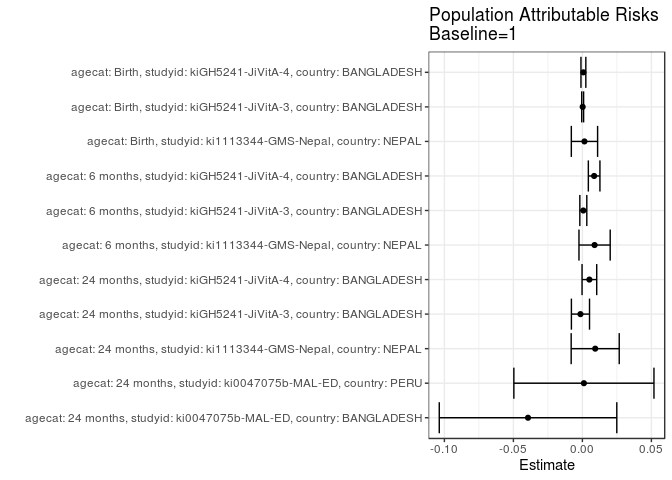 Population Attributable Risks
Baseline=1
agecat: Birth, studyid: kiGH5241-JiVitA-4, country: BANGLADESH
agecat: Birth, studyid: kiGH5241-JiVitA-3, country: BANGLADESH
agecat: Birth, studyid: ki1113344-GMS-Nepal, country: NEPAL
agecat: 6 months, studyid: kiGH5241-JiVitA-4, country: BANGLADESH
agecat: 6 months, studyid: kiGH5241-JiVitA-3, country: BANGLADESH
agecat: 6 months, studyid: ki1113344-GMS-Nepal, country: NEPAL
agecat: 24 months, studyid: kiGH5241-JiVitA-4, country: BANGLADESH
agecat: 24 months, studyid: kiGH5241-JiVitA-3, country: BANGLADESH
agecat: 24 months, studyid: ki1113344-GMS-Nepal, country: NEPAL
agecat: 24 months, studyid: ki0047075b-MAL-ED, country: PERU
agecat: 24 months, studyid: ki0047075b-MAL-ED, country: BANGLADESH
-0.10 -0.05 0.00 0.05
Estimate